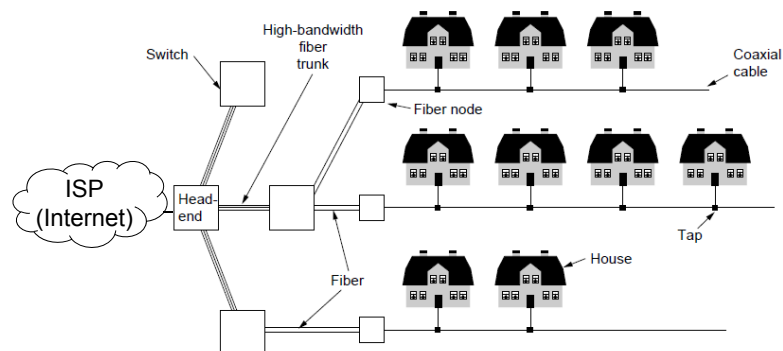 High-bandwidth
fiber
trunk
Switch
Coaxial
cable
Fiber node
ISP
(Internet)
Head-
end
Tap
Fiber
House